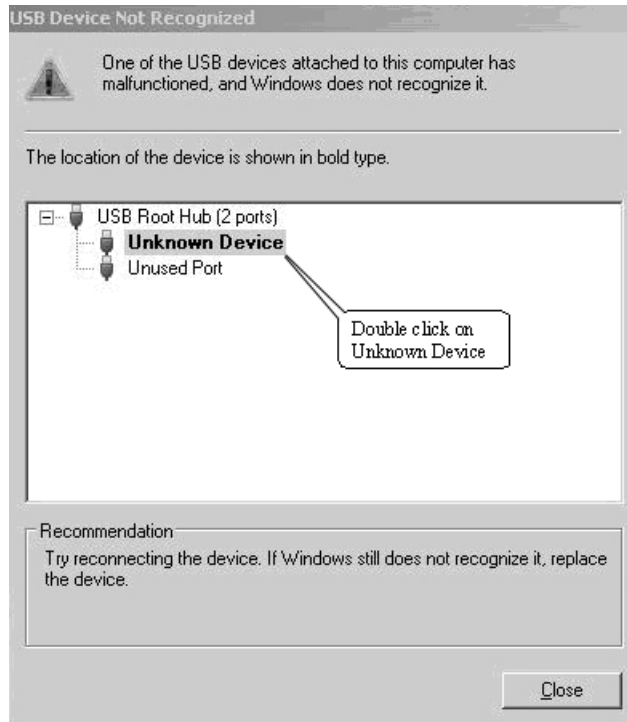 USB Device Not Recognized
One of the USB devices attached to this computer has
malfunctioned, and Windows does not recognize it.
The location of the device is shown in bold type.
USB Root Hub (2 ports)
Unknown Device
Unused Port
Double click on
Unknown Device
Recommendation
Try reconnecting the device. If Windows still does not recognize it, replace
the device.
Close